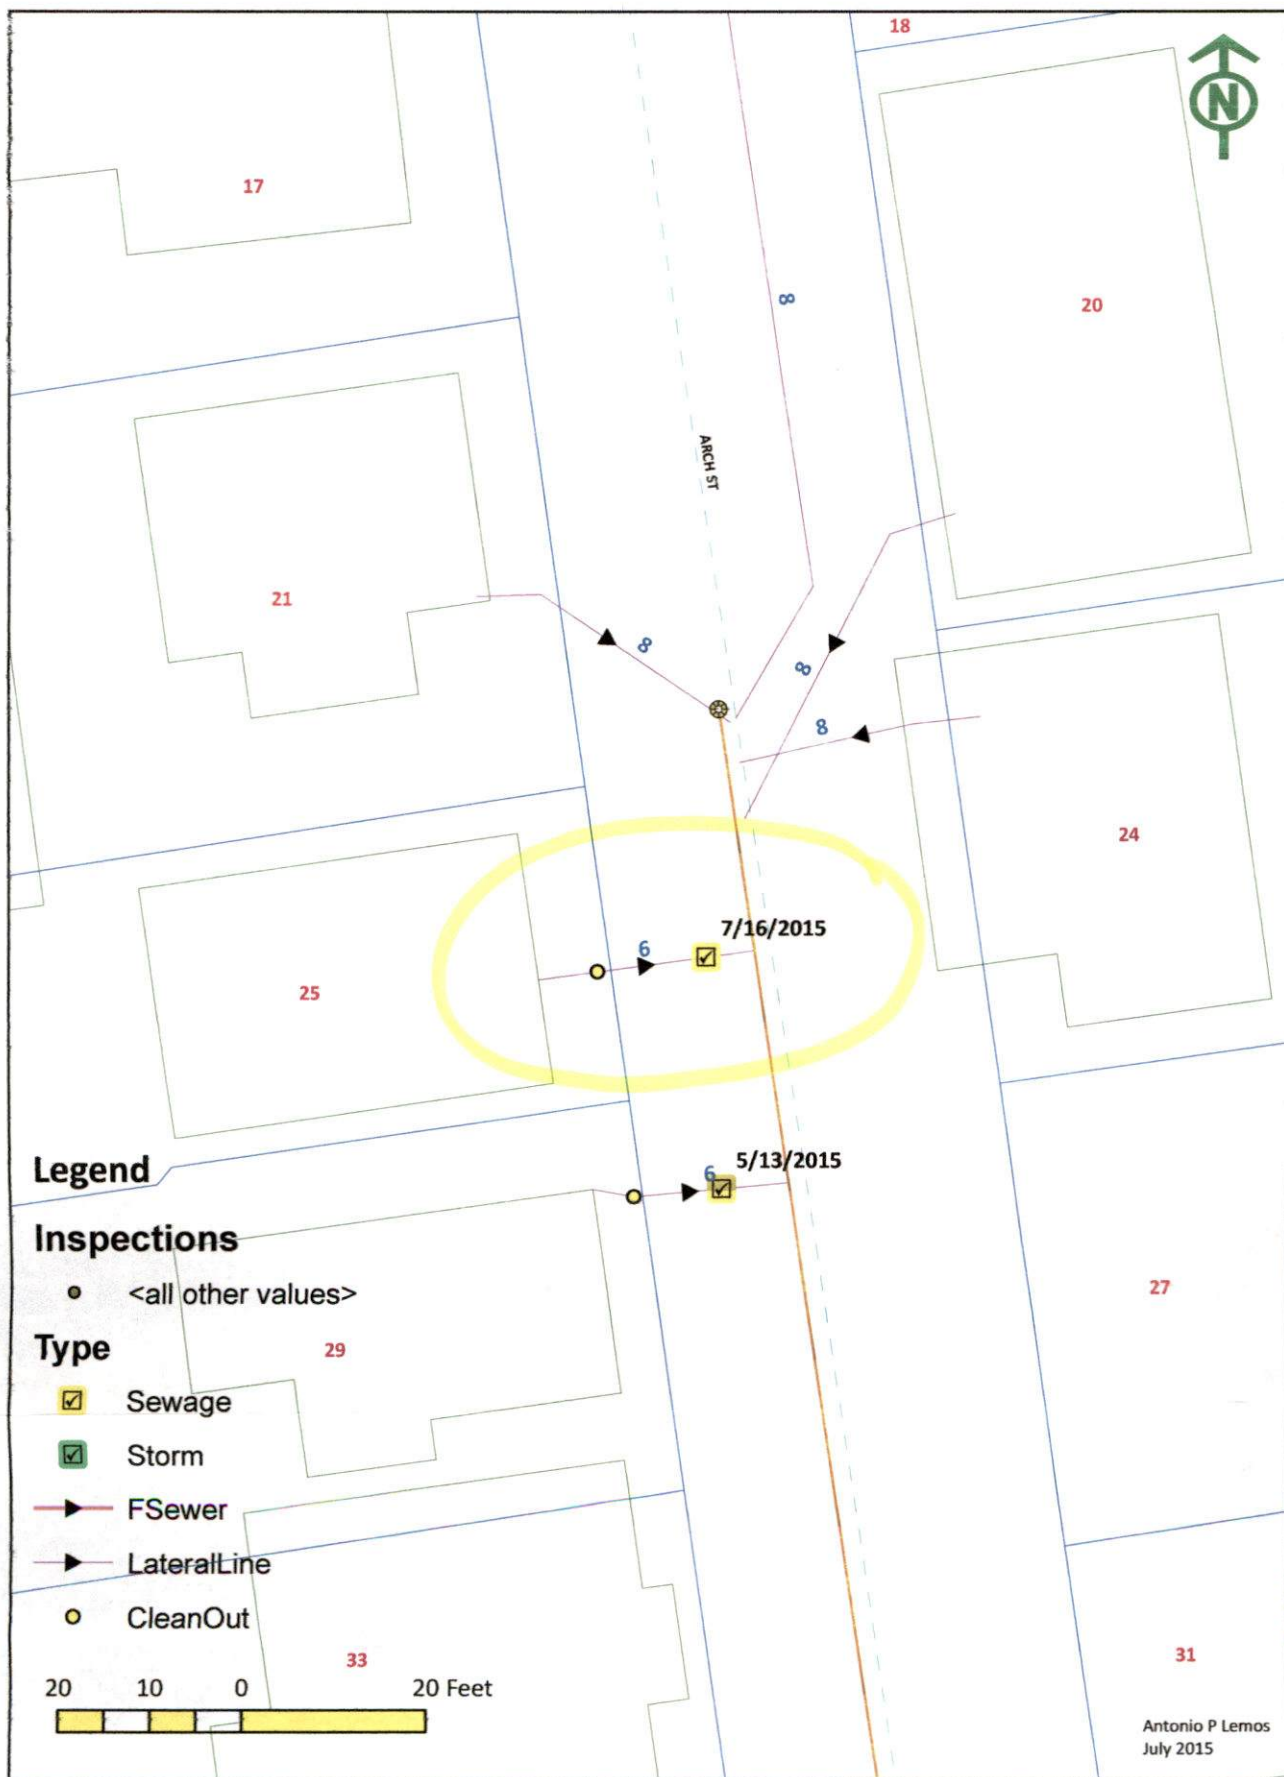 18
N
17
20
8
ARCH ST
21
8
8
8
24
7/16/2015
6
25
5/13/2015
6
Legend
Inspections
<all other values>
27
Type
29
Sewage
Storm
FSewer
LateralLine
CleanOut
33
31
20 10 0 20 Feet
Antonio P Lemos
July 2015